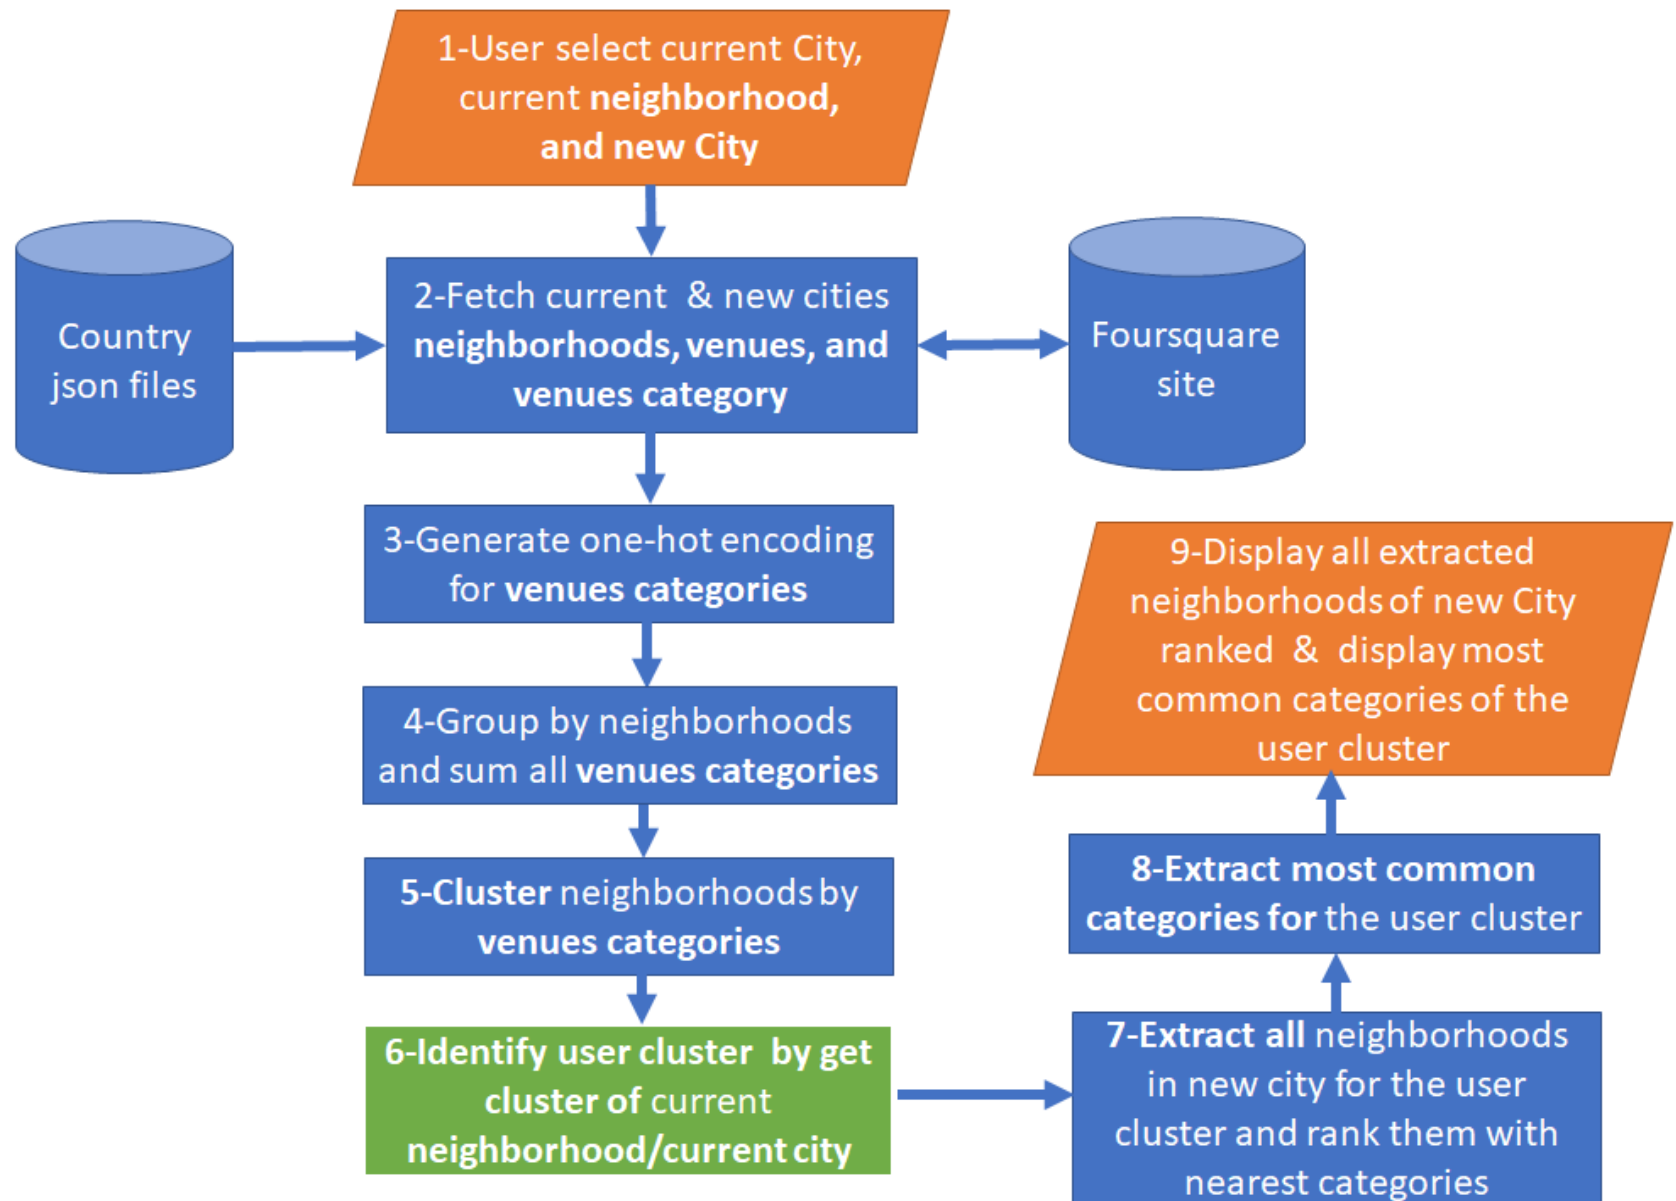 1-User select current City,
current neighborhood,
and new City
Country
json files
2-Fetch current & new cities
neighborhoods, venues, and
venues category
Foursquare
site
3-Generate one-hot encoding
for venues categories
4-Group by neighborhoods
and sum all venues categories
5-Cluster neighborhoods by
venues categories
6-Identify user cluster by get
cluster of current
neighborhood/current city
7-Extract all neighborhoods
in new city for the user
cluster and rank them with
nearest categories
8-Extract most common
categories for the user cluster
9-Display all extracted
neighborhoods of new City
ranked & display most
common categories of the
user cluster